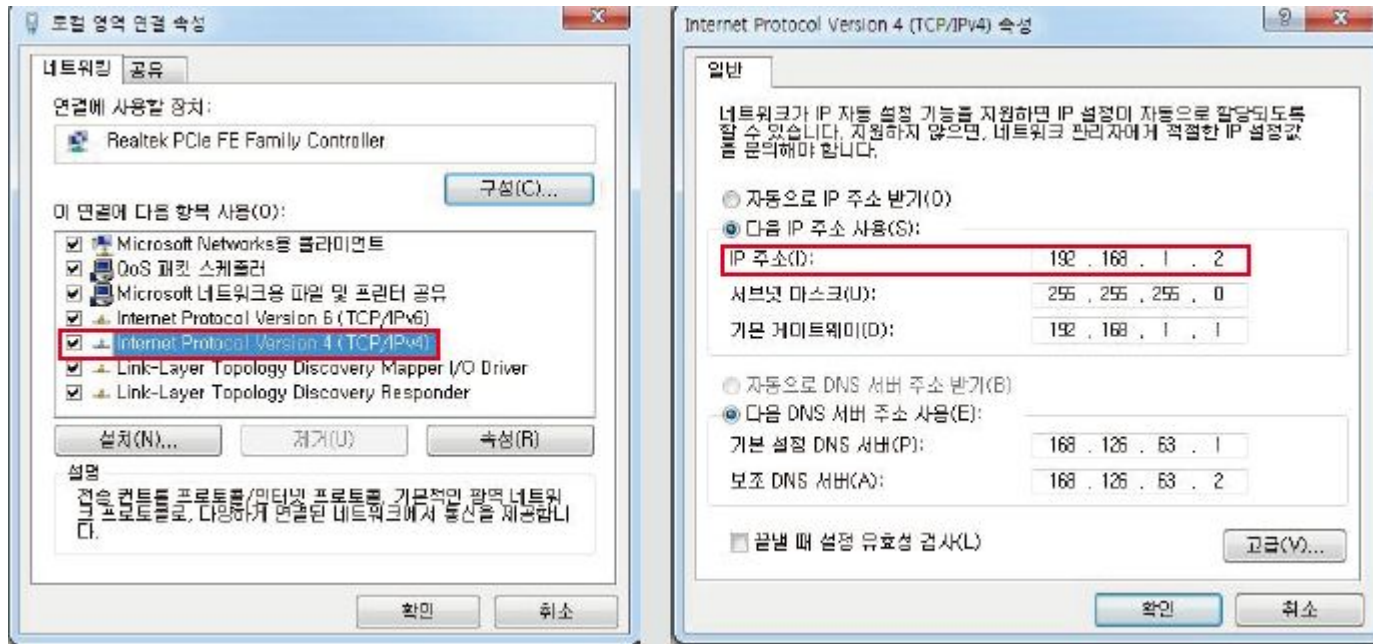 로컬 영역 연결 속성
네트워킹
공유
연결에 사용할 장치:
Realtek PCIe FE Family Controller
구성(C)...
이 연결에 다음 항목 사용(O):
Microsoft Networks용 클라이언트
QoS 패킷 스케줄러
Microsoft 네트워크용 파일 및 프린터 공유
Internet Protocol Version 6 (TCP/IPv6)
Internet Protocol Version 4 (TCP/IPv4)
Link-Layer Topology Discovery Mapper I/O Driver
Link-Layer Topology Discovery Responder
설치(N)...
제거(U)
속성(R)
설명
전송 컨트롤 프로토콜/인터넷 프로토콜. 기본적인 광역 네트워
크 프로토콜로, 다양하게 연결된 네트워크에서 통신을 제공합니
다.
확인
취소
Internet Protocol Version 4 (TCP/IPv4) 속성
일반
네트워크가 IP 자동 설정 기능을 지원하면 IP 설정이 자동으로 할당되도록
할 수 있습니다. 지원하지 않으면, 네트워크 관리자에게 적절한 IP 설정값
을 문의해야 합니다.
자동으로 IP 주소 받기(O)
다음 IP 주소 사용(S):
IP 주소(I): 192 . 168 . 1 . 2
서브넷 마스크(U): 255 . 255 . 255 . 0
기본 게이트웨이(D): 192 . 168 . 1 . 1
자동으로 DNS 서버 주소 받기(B)
다음 DNS 서버 주소 사용(E):
기본 설정 DNS 서버(P): 168 . 126 . 63 . 1
보조 DNS 서버(A): 168 . 126 . 63 . 2
끝낼 때 설정 유효성 검사(L)
고급(V)...
확인
취소